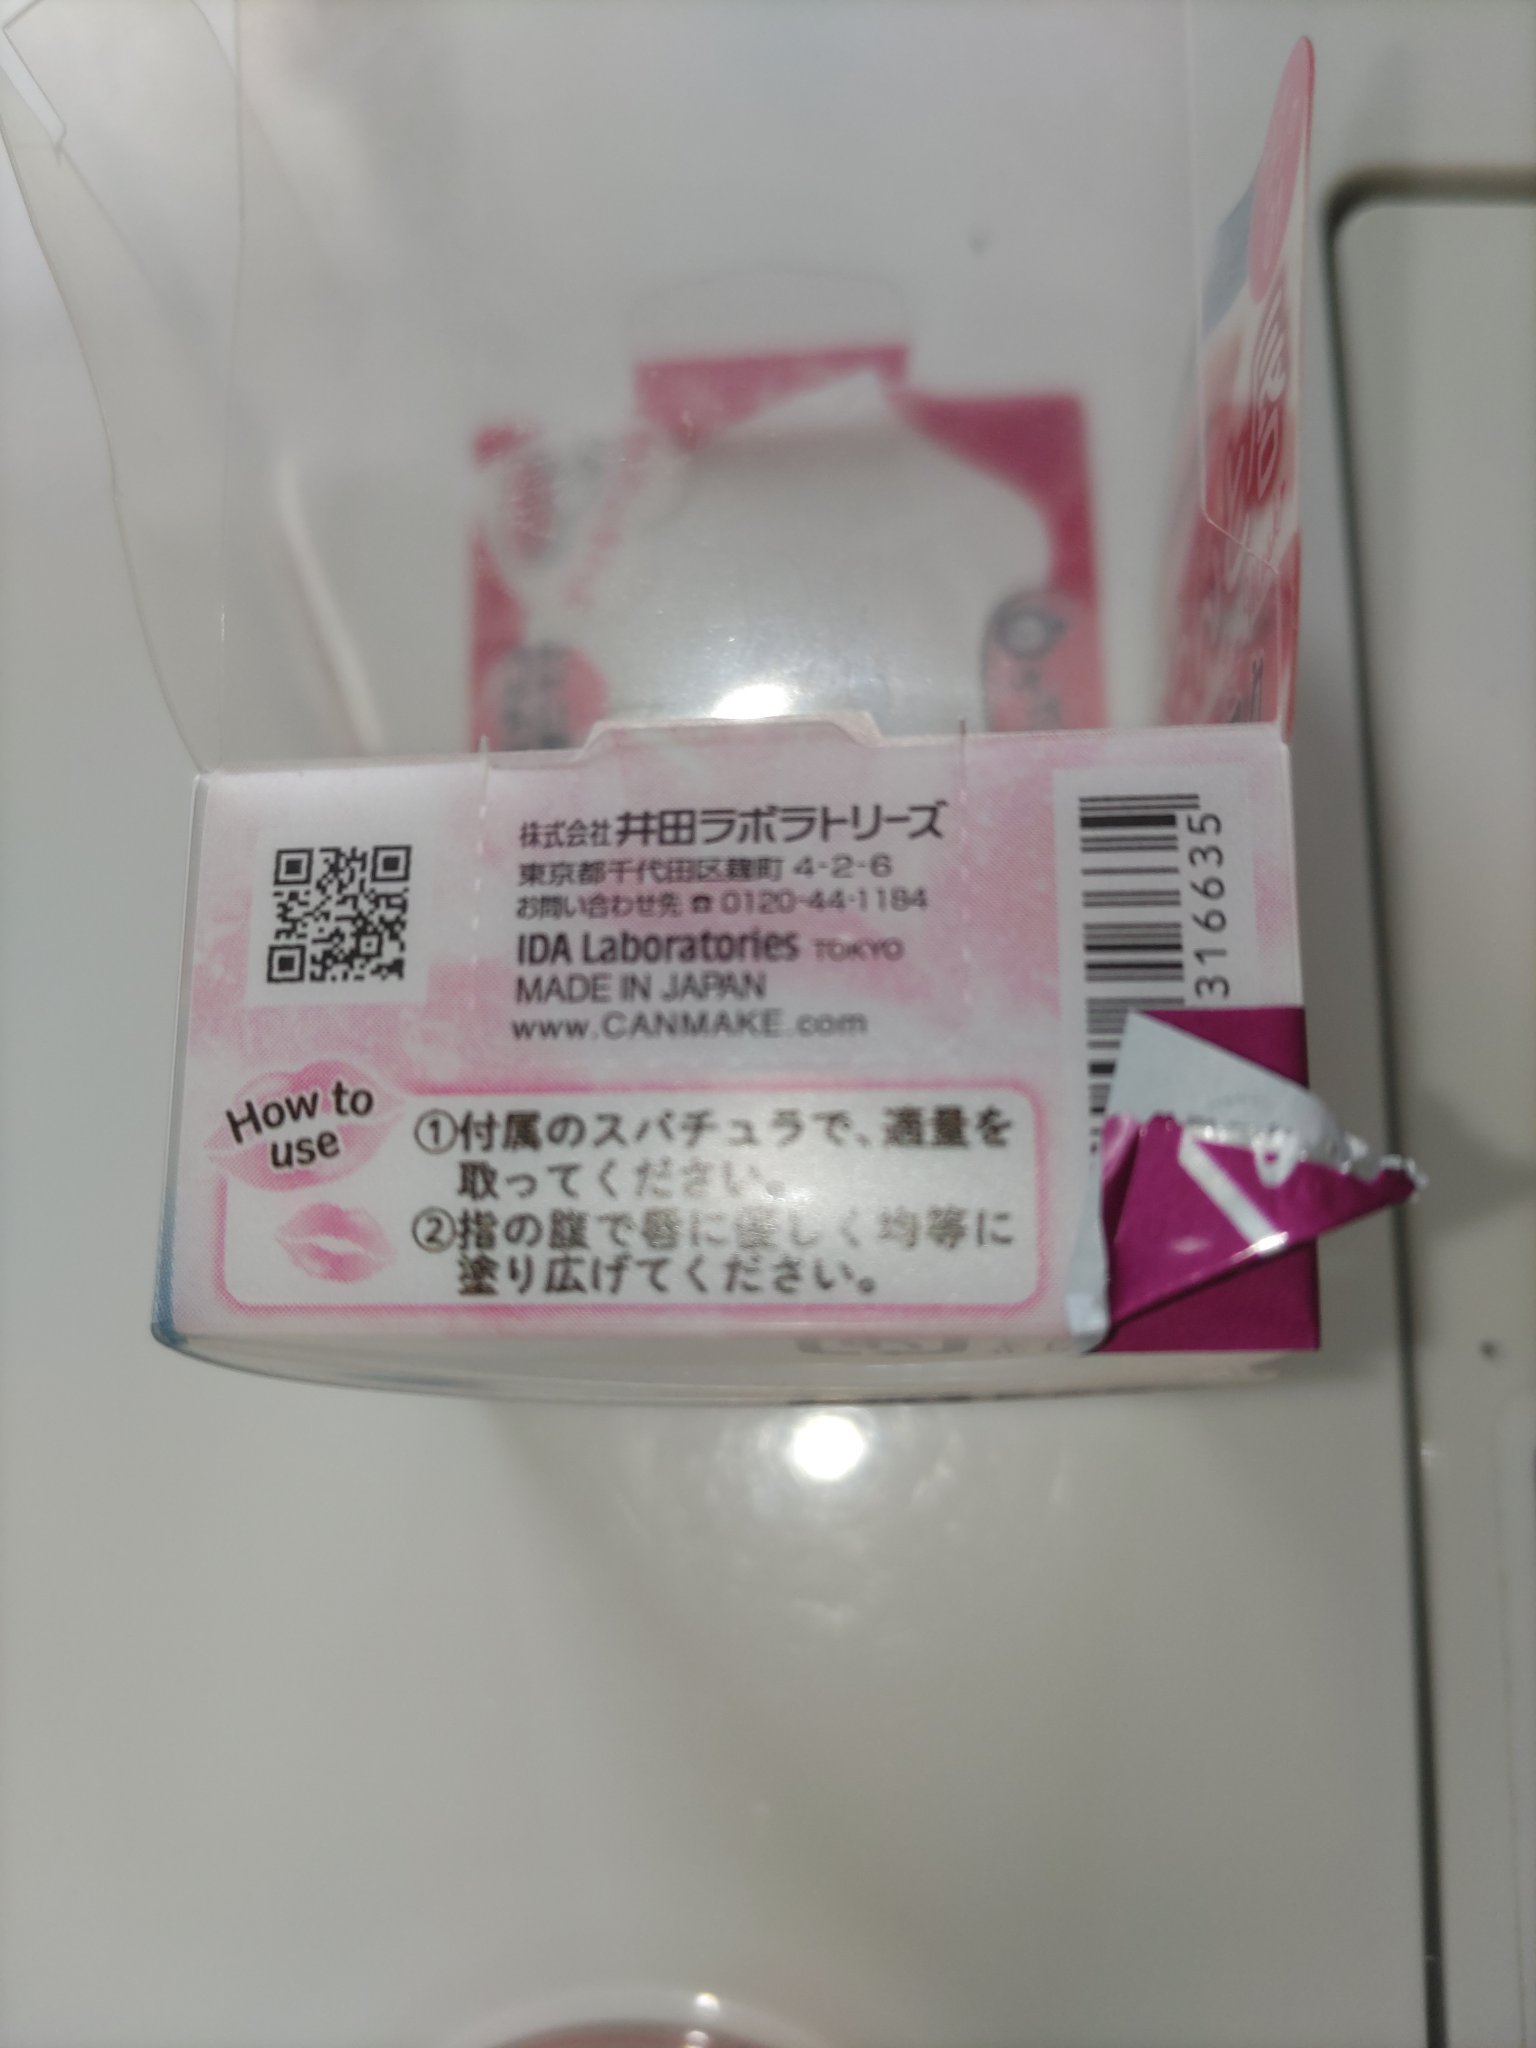 株式会社井田ラボラトリーズ
東京都千代田区麹町 4-2-6
お問い合わせ先 ☎ 0120-44-1184
IDA Laboratories TOKYO
MADE IN JAPAN
www.CANMAKE.com
316635
How to
use
①付属のスパチュラで、適量を
取ってください。
②指の腹で唇に優しく均等に
塗り広げてください。